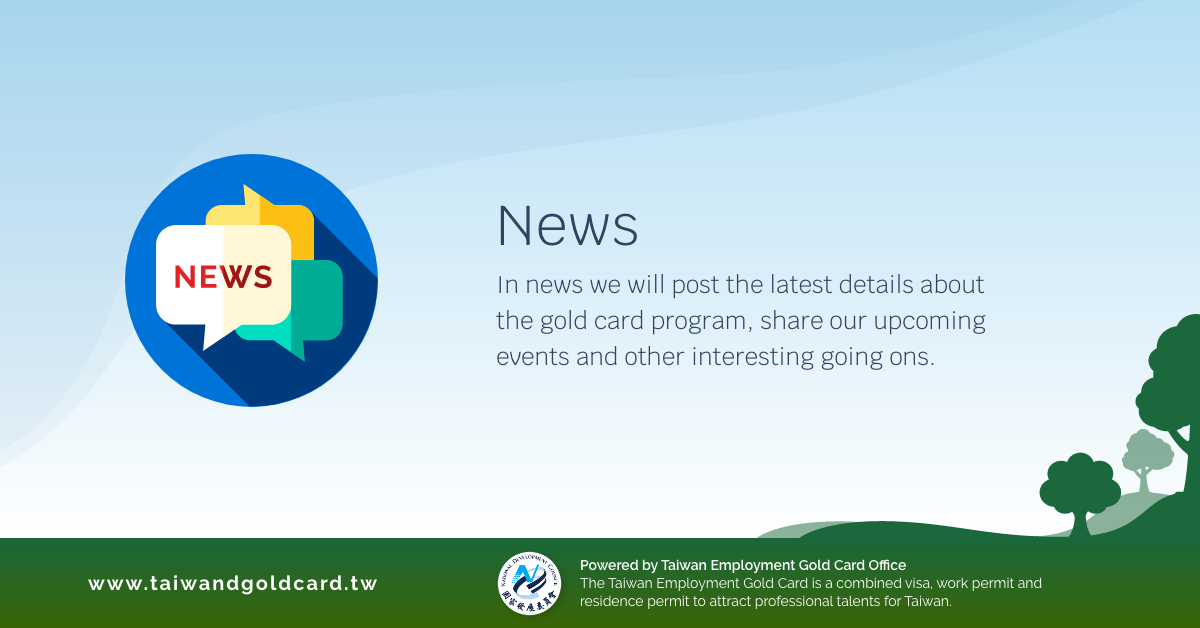 NEWS
News
In news we will post the latest details about
the gold card program, share our upcoming
events and other interesting going ons.
www.taiwandgoldcard.tw
NATIONAL DEVELOPMENT COUNCIL
國家發展委員會
Powered by Taiwan Employment Gold Card Office
The Taiwan Employment Gold Card is a combined visa, work permit and
residence permit to attract professional talents for Taiwan.